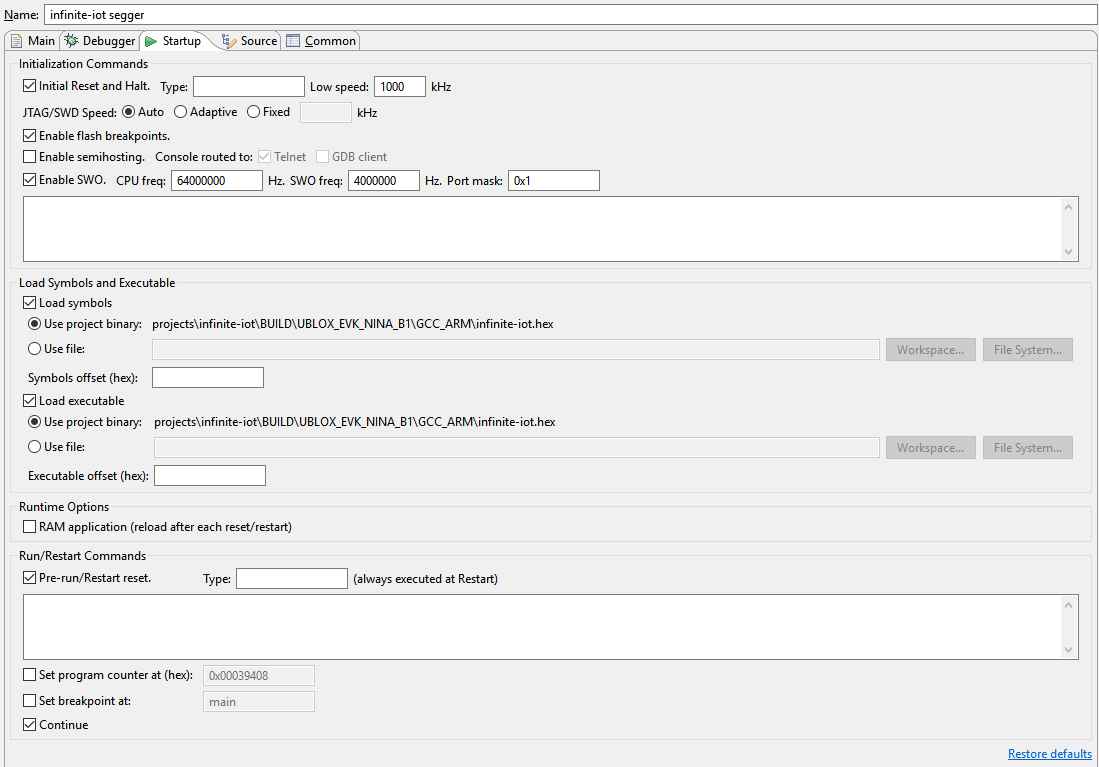 Name: infinite-iot segger
Main Debugger Startup Source Common
Initialization Commands
Initial Reset and Halt. Type: Low speed: 1000 kHz
JTAG/SWD Speed: Auto Adaptive Fixed kHz
Enable flash breakpoints.
Enable semihosting. Console routed to: Telnet GDB client
Enable SWO. CPU freq: 64000000 Hz. SWO freq: 4000000 Hz. Port mask: 0x1
Load Symbols and Executable
Load symbols
Use project binary: projects\infinite-iot\BUILD\UBLOX_EVK_NINA_B1\GCC_ARM\infinite-iot.hex
Use file: Workspace... File System...
Symbols offset (hex):
Load executable
Use project binary: projects\infinite-iot\BUILD\UBLOX_EVK_NINA_B1\GCC_ARM\infinite-iot.hex
Use file: Workspace... File System...
Executable offset (hex):
Runtime Options
RAM application (reload after each reset/restart)
Run/Restart Commands
Pre-run/Restart reset. Type: (always executed at Restart)
Set program counter at (hex): 0x00039408
Set breakpoint at: main
Continue
Restore defaults